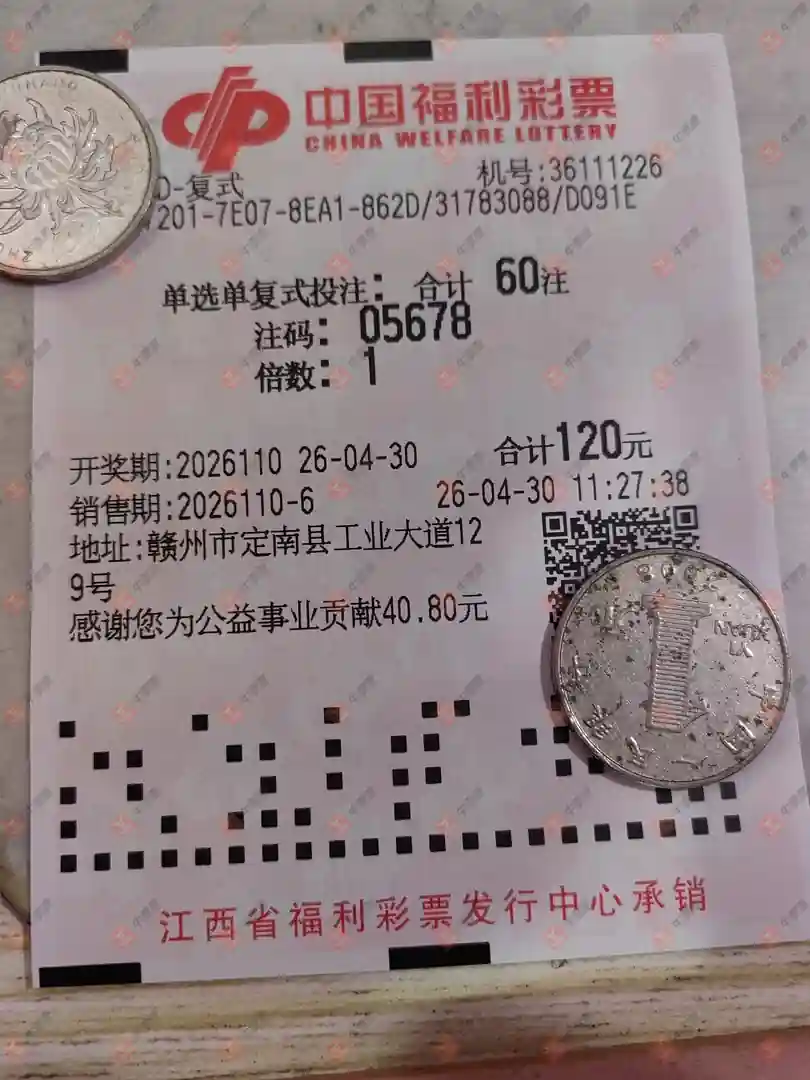 中国福利彩票
CHINA WELFARE LOTTERY
D-复式 机号:36111226
7201-7E07-8EA1-862D/31783088/D091E
单选单复式投注: 合计 60注
注码: 05678
倍数: 1
开奖期:2026110 26-04-30 合计120元
销售期:2026110-6 26-04-30 11:27:38
地址:赣州市定南县工业大道12
9号
感谢您为公益事业贡献40.80元
YI YUAN
江西省福利彩票发行中心承销